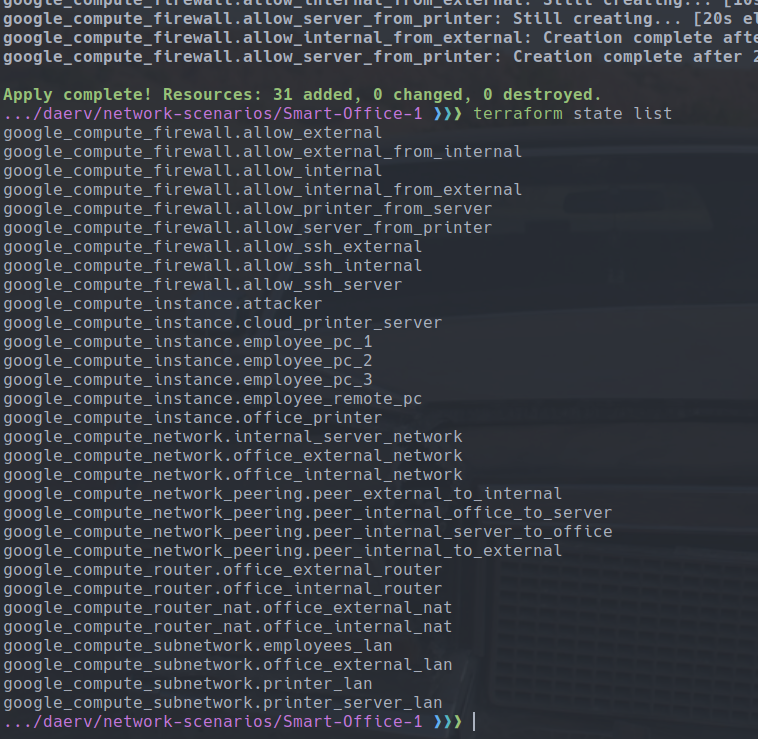 google_compute_firewall.allow_internal_from_external: Still creating... [10s
google_compute_firewall.allow_server_from_printer: Still creating... [20s el
google_compute_firewall.allow_internal_from_external: Creation complete afte
google_compute_firewall.allow_server_from_printer: Creation complete after 2
Apply complete! Resources: 31 added, 0 changed, 0 destroyed.
.../daerv/network-scenarios/Smart-Office-1 ❯❯❯ terraform state list
google_compute_firewall.allow_external
google_compute_firewall.allow_external_from_internal
google_compute_firewall.allow_internal
google_compute_firewall.allow_internal_from_external
google_compute_firewall.allow_printer_from_server
google_compute_firewall.allow_server_from_printer
google_compute_firewall.allow_ssh_external
google_compute_firewall.allow_ssh_internal
google_compute_firewall.allow_ssh_server
google_compute_instance.attacker
google_compute_instance.cloud_printer_server
google_compute_instance.employee_pc_1
google_compute_instance.employee_pc_2
google_compute_instance.employee_pc_3
google_compute_instance.employee_remote_pc
google_compute_instance.office_printer
google_compute_network.internal_server_network
google_compute_network.office_external_network
google_compute_network.office_internal_network
google_compute_network_peering.peer_external_to_internal
google_compute_network_peering.peer_internal_office_to_server
google_compute_network_peering.peer_internal_server_to_office
google_compute_network_peering.peer_internal_to_external
google_compute_router.office_external_router
google_compute_router.office_internal_router
google_compute_router_nat.office_external_nat
google_compute_router_nat.office_internal_nat
google_compute_subnetwork.employees_lan
google_compute_subnetwork.office_external_lan
google_compute_subnetwork.printer_lan
google_compute_subnetwork.printer_server_lan
.../daerv/network-scenarios/Smart-Office-1 ❯❯❯